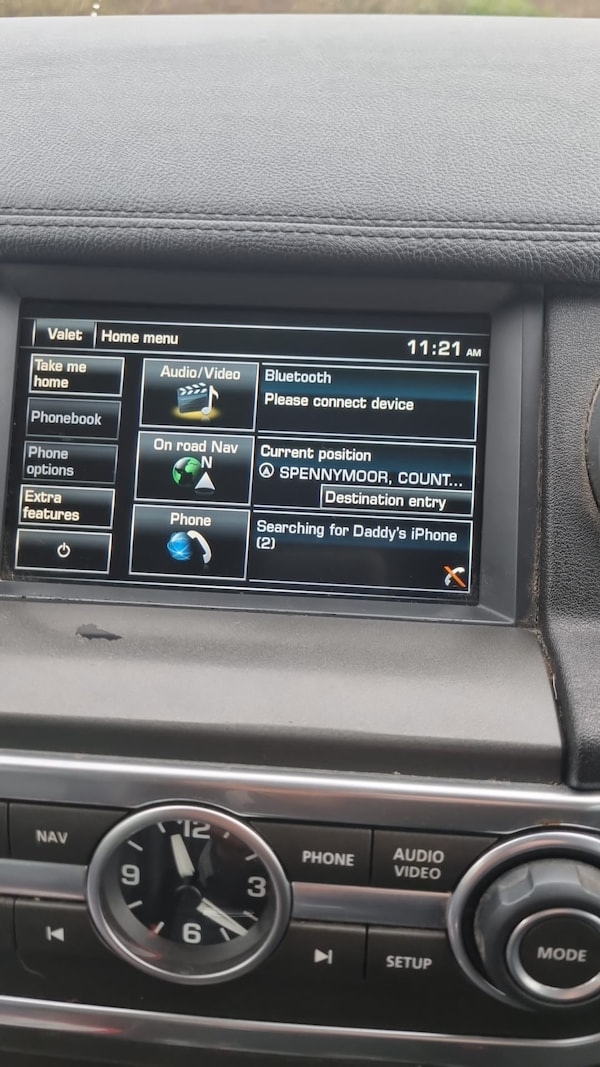 Valet
Home menu
11:21 AM
Take me
home
Phonebook
Phone
options
Extra
features
Audio/Video
Bluetooth
Please connect device
On road Nav
N
Current position
SPENNYMOOR, COUNT...
Destination entry
Phone
Searching for Daddy's iPhone
(2)
NAV
12
3
6
9
PHONE
AUDIO
VIDEO
SETUP
MODE